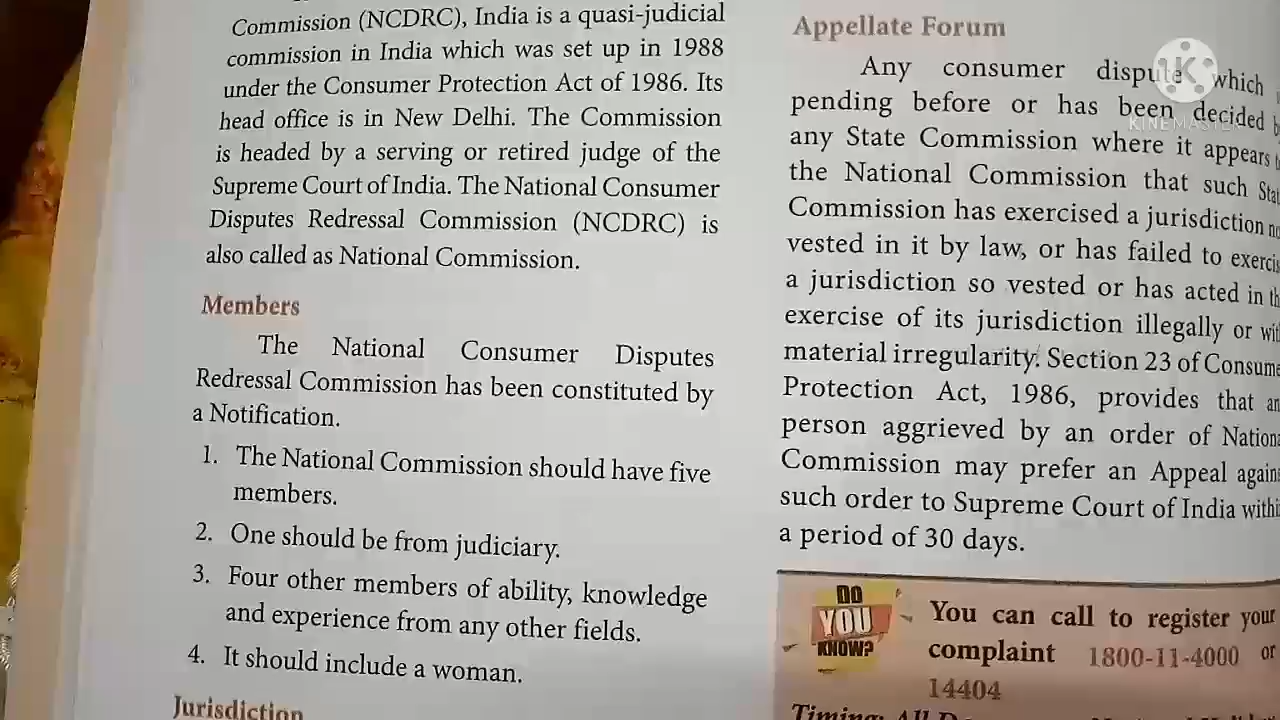 Commission (NCDRC), India is a quasi-judicial
commission in India which was set up in 1988
under the Consumer Protection Act of 1986. Its
head office is in New Delhi. The Commission
is headed by a serving or retired judge of the
Supreme Court of India. The National Consumer
Disputes Redressal Commission (NCDRC) is
also called as National Commission.
Members
The National Consumer Disputes
Redressal Commission has been constituted by
a Notification.
1. The National Commission should have five
members.
2. One should be from judiciary.
3. Four other members of ability, knowledge
and experience from any other fields.
4. It should include a woman.
Jurisdiction
Appellate Forum
Any consumer dispute which
pending before or has been decided
any State Commission where it appears
the National Commission that such
Commission has exercised a jurisdiction
vested in it by law, or has failed to
a jurisdiction so vested or has acted in
exercise of its jurisdiction illegally or
material irregularity. Section 23 of
Protection Act, 1986, provides that
person aggrieved by an order of
Commission may prefer an Appeal
such order to Supreme Court of India
a period of 30 days.
DO
YOU
KNOW?
You can call to register your
complaint 1800-11-4000 or
14404
Timing: All
K
KINEMASTER